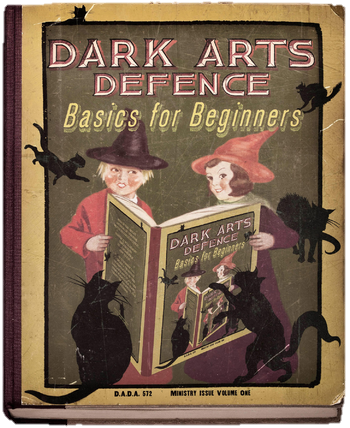 DARK ARTS
DEFENCE
Basics for Beginners
DARK ARTS
DEFENCE
Basics for Beginners
D.A.D.A. 572 MINISTRY ISSUE VOLUME ONE